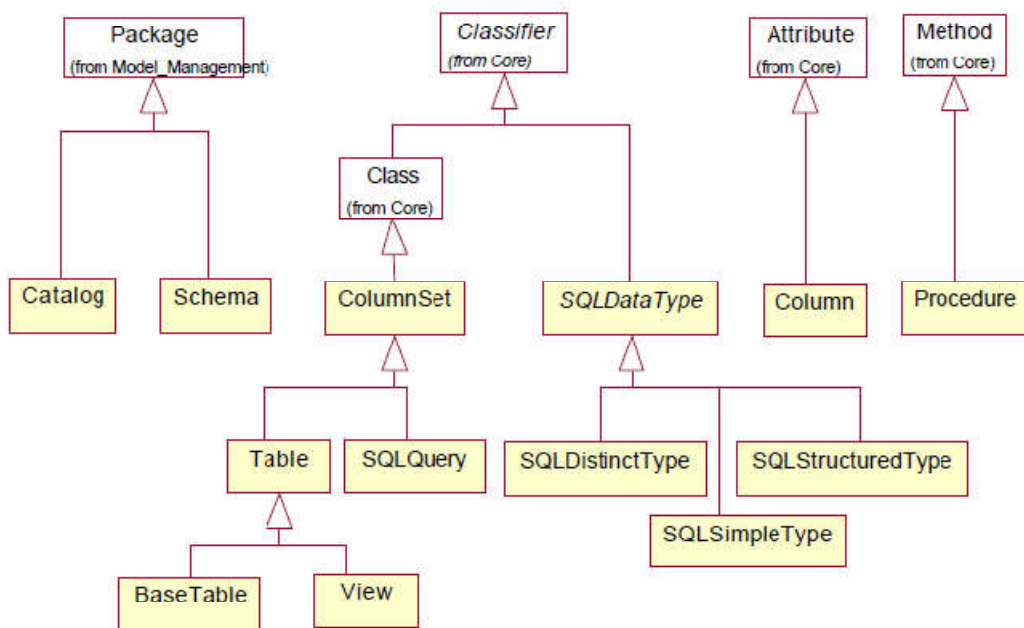 Package
(from Model_Management)
Classifier
(from Core)
Attribute
(from Core)
Method
(from Core)
Class
(from Core)
Catalog
Schema
ColumnSet
SQLDataType
Column
Procedure
Table
SQLQuery
SQLDistinctType
SQLStructuredType
SQLSimpleType
BaseTable
View